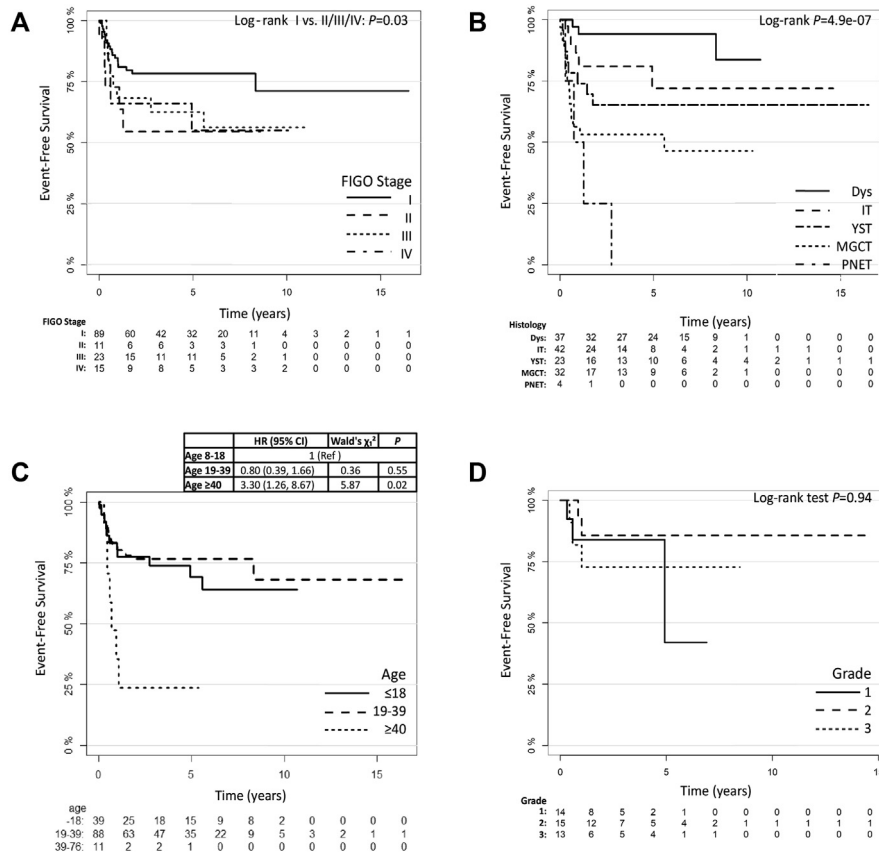 A
Log-rank I vs. II/III/IV: P=0.03
100 %
75 %
50 %
25 %
0 %
Event-Free Survival
FIGO Stage
I
II
III
IV
0 5 10 15
Time (years)
FIGO Stage
I: 89 60 42 32 20 11 4 3 2 1 1
II: 11 6 6 3 3 1 0 0 0 0 0
III: 23 15 11 11 5 2 1 0 0 0 0
IV: 15 9 8 5 3 3 2 0 0 0 0
B
Log-rank P=4.9e-07
100 %
75 %
50 %
25 %
0 %
Event-Free Survival
Dys
IT
YST
MGCT
PNET
0 5 10 15
Time (years)
Histology
Dys: 37 32 27 24 15 9 1 0 0 0 0
IT: 42 24 14 8 4 2 1 1 1 0 0
YST: 23 16 13 10 6 4 4 2 1 1 1
MGCT: 32 17 13 9 6 2 1 0 0 0 0
PNET: 4 1 0 0 0 0 0 0 0 0 0
C
HR (95% CI) Wald's χ₁² P
Age 8-18 1 (Ref )
Age 19-39 0.80 (0.39, 1.66) 0.36 0.55
Age ≥40 3.30 (1.26, 8.67) 5.87 0.02
100 %
75 %
50 %
25 %
0 %
Event-Free Survival
Age
≤18
19-39
≥40
0 5 10 15
Time (years)
age
-18: 39 25 18 15 9 8 2 0 0 0 0
19-39: 88 63 47 35 22 9 5 3 2 1 1
39-76: 11 2 2 1 0 0 0 0 0 0 0
D
Log-rank test P=0.94
100 %
75 %
50 %
25 %
0 %
Event-Free Survival
Grade
1
2
3
0 5 10 15
Time (years)
Grade
1: 14 8 5 2 1 0 0 0 0 0 0
2: 15 12 7 5 4 2 1 1 1 1 1
3: 13 6 5 4 1 1 0 0 0 0 0